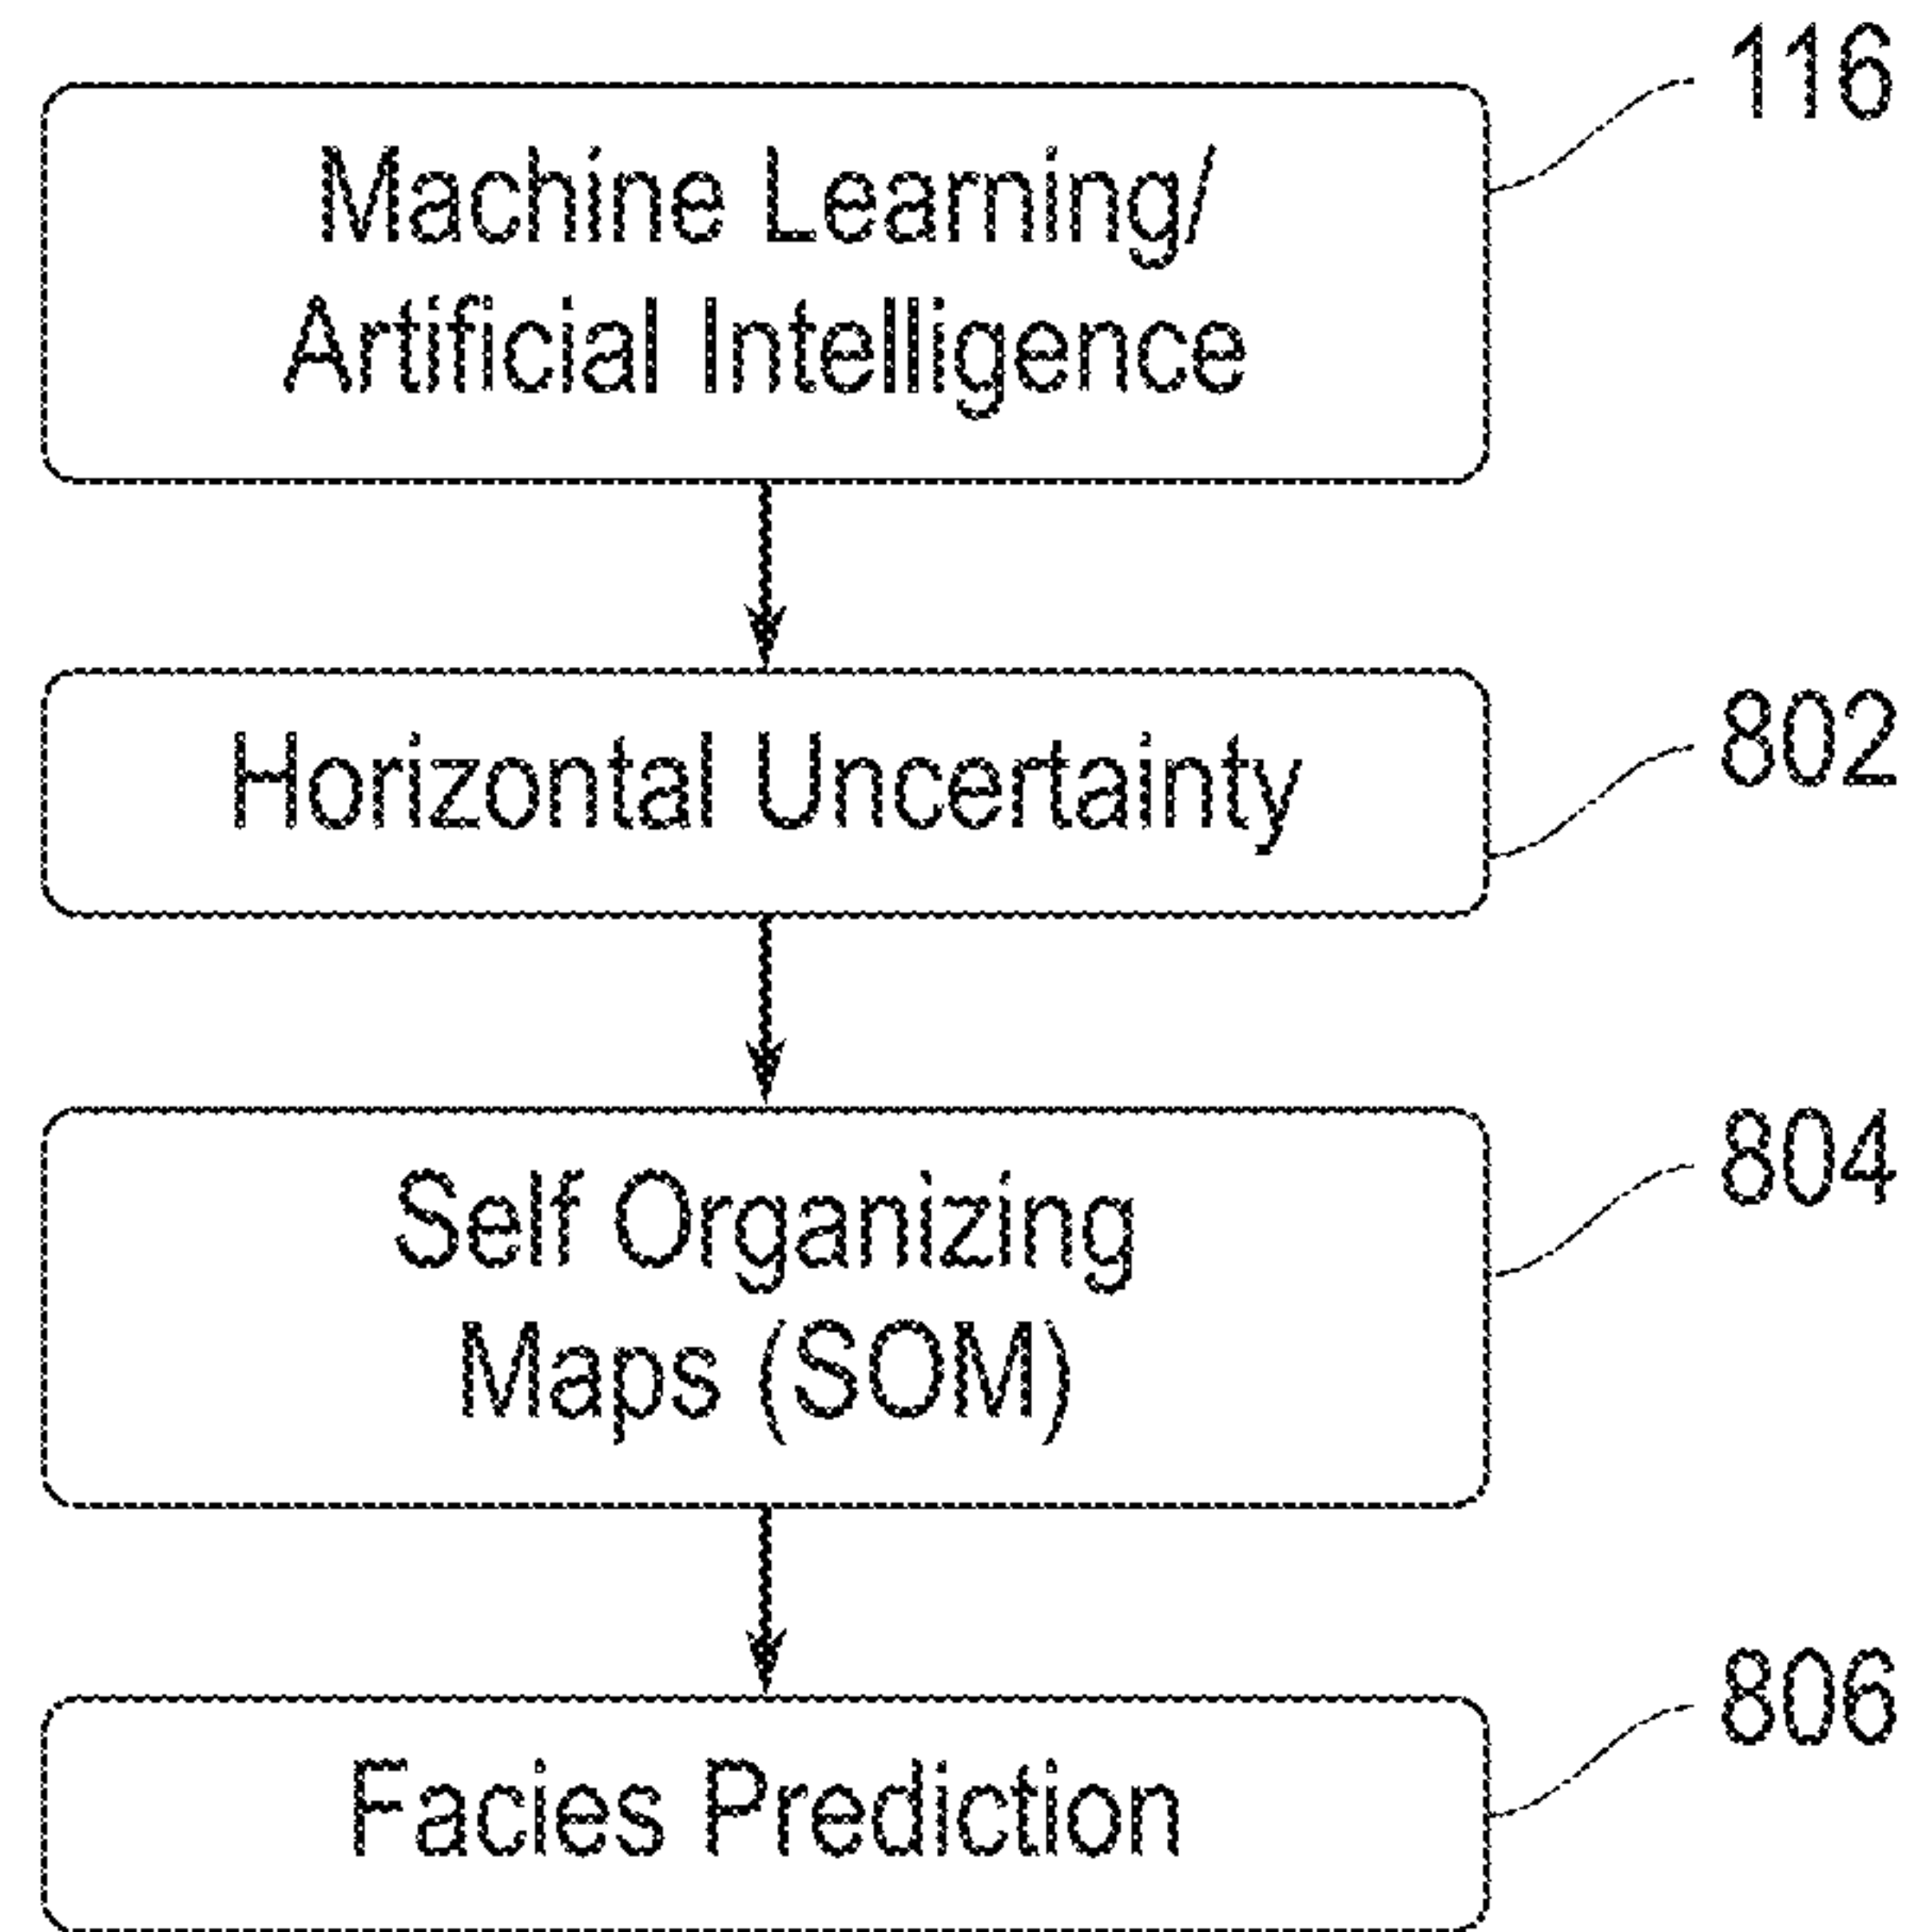 116
Machine Learning/
Artificial Intelligence
802
Horizontal Uncertainty
804
Self Organizing
Maps (SOM)
806
Facies Prediction